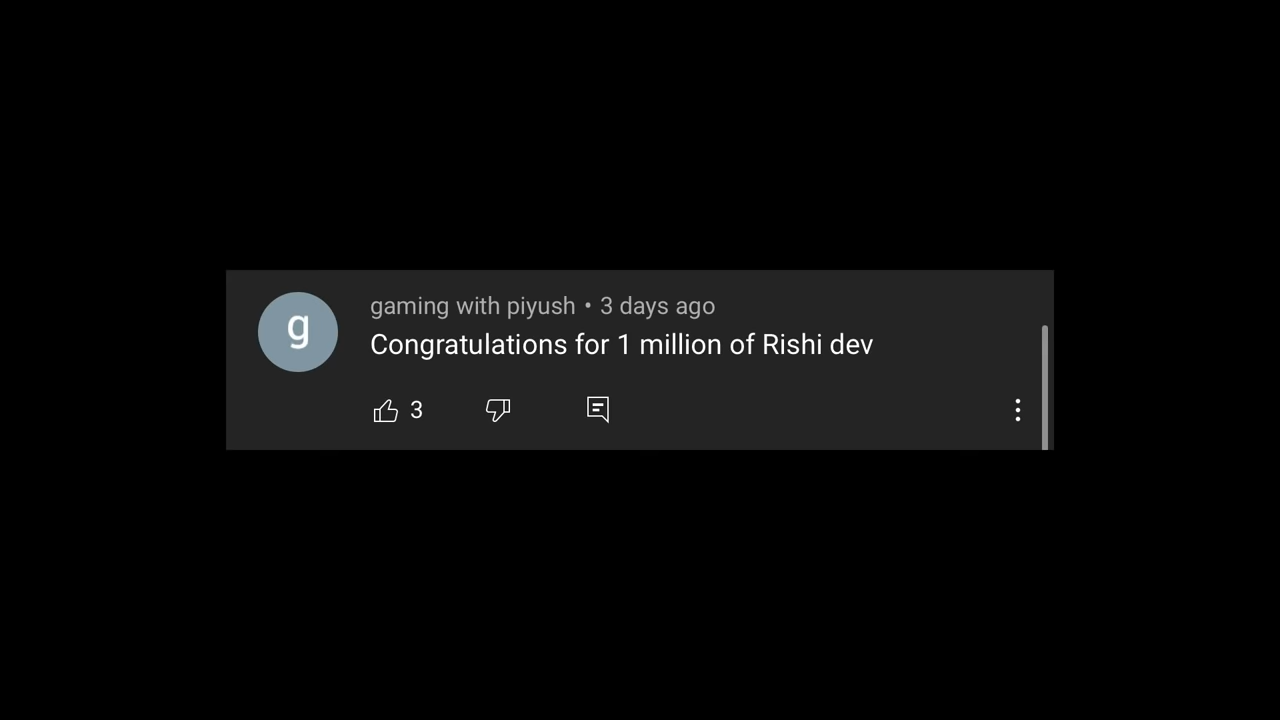 g
gaming with piyush • 3 days ago
Congratulations for 1 million of Rishi dev
3